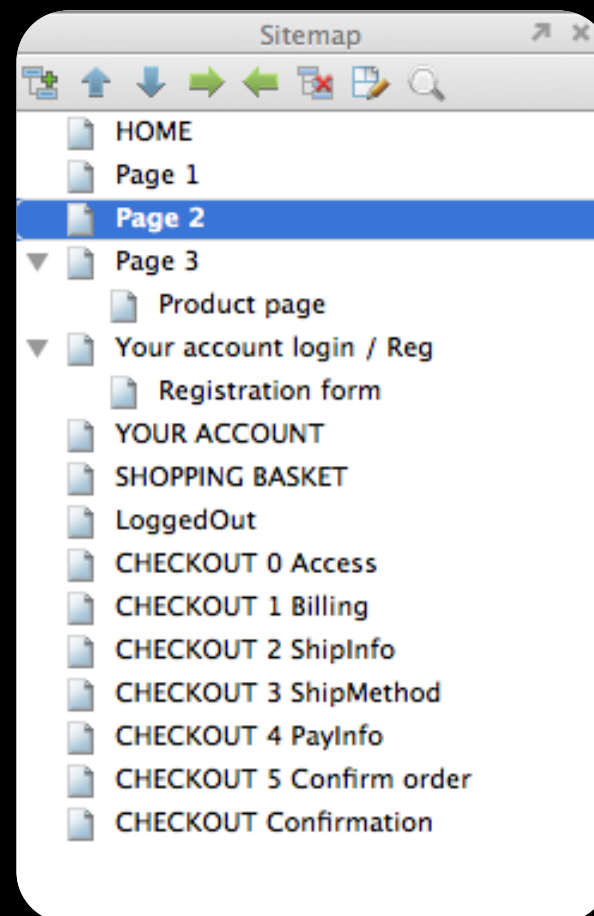 Sitemap
HOME
Page 1
Page 2
Page 3
Product page
Your account login / Reg
Registration form
YOUR ACCOUNT
SHOPPING BASKET
LoggedOut
CHECKOUT 0 Access
CHECKOUT 1 Billing
CHECKOUT 2 ShipInfo
CHECKOUT 3 ShipMethod
CHECKOUT 4 PayInfo
CHECKOUT 5 Confirm order
CHECKOUT Confirmation